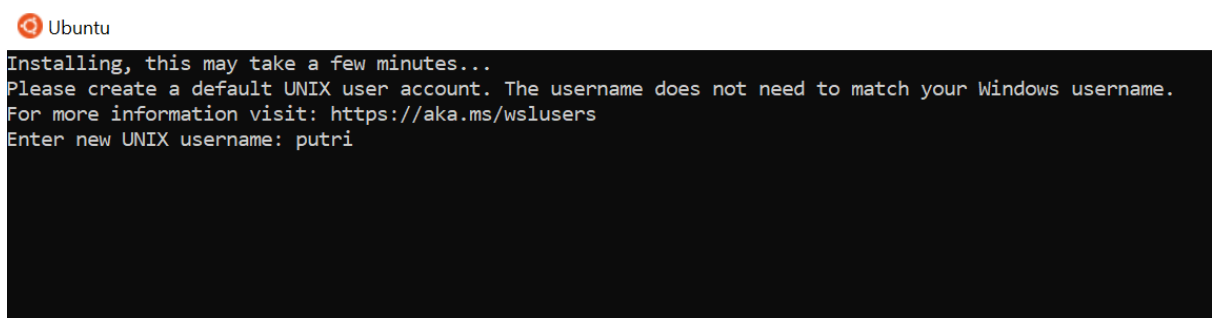 Ubuntu
Installing, this may take a few minutes...
Please create a default UNIX user account. The username does not need to match your Windows username.
For more information visit: https://aka.ms/wslusers
Enter new UNIX username: putri